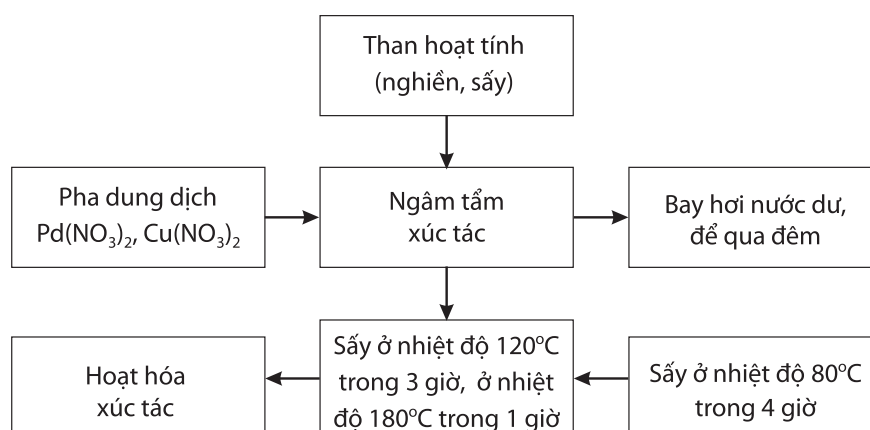 Than hoạt tính
(nghiền, sấy)
Pha dung dịch
Pd(NO₃)₂, Cu(NO₃)₂
Ngâm tẩm
xúc tác
Bay hơi nước dư,
để qua đêm
Hoạt hóa
xúc tác
Sấy ở nhiệt độ 120ºC
trong 3 giờ, ở nhiệt
độ 180ºC trong 1 giờ
Sấy ở nhiệt độ 80ºC
trong 4 giờ